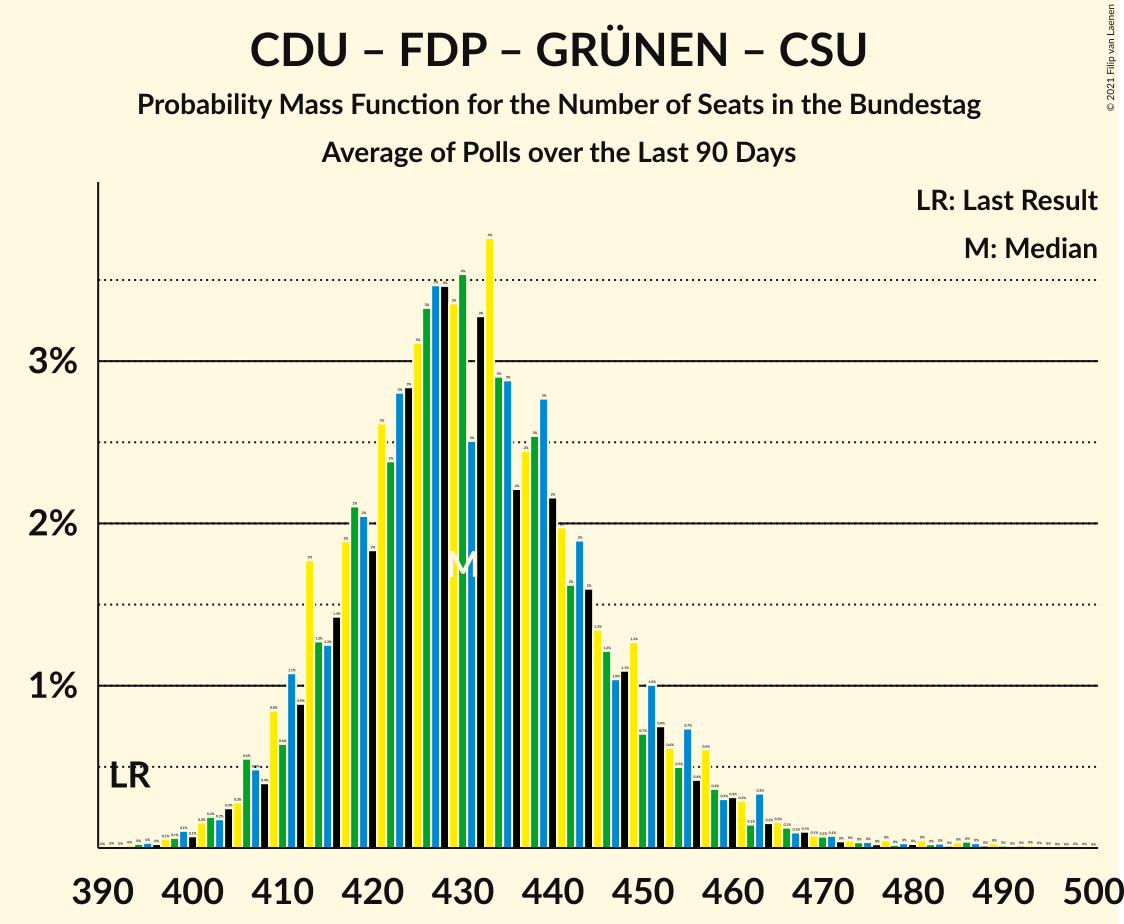 CDU – FDP – GRÜNEN – CSU
Probability Mass Function for the Number of Seats in the Bundestag
Average of Polls over the Last 90 Days
© 2021 Filip van Laenen
LR: Last Result
M: Median
3%
2%
1%
LR
M
390 400 410 420 430 440 450 460 470 480 490 500